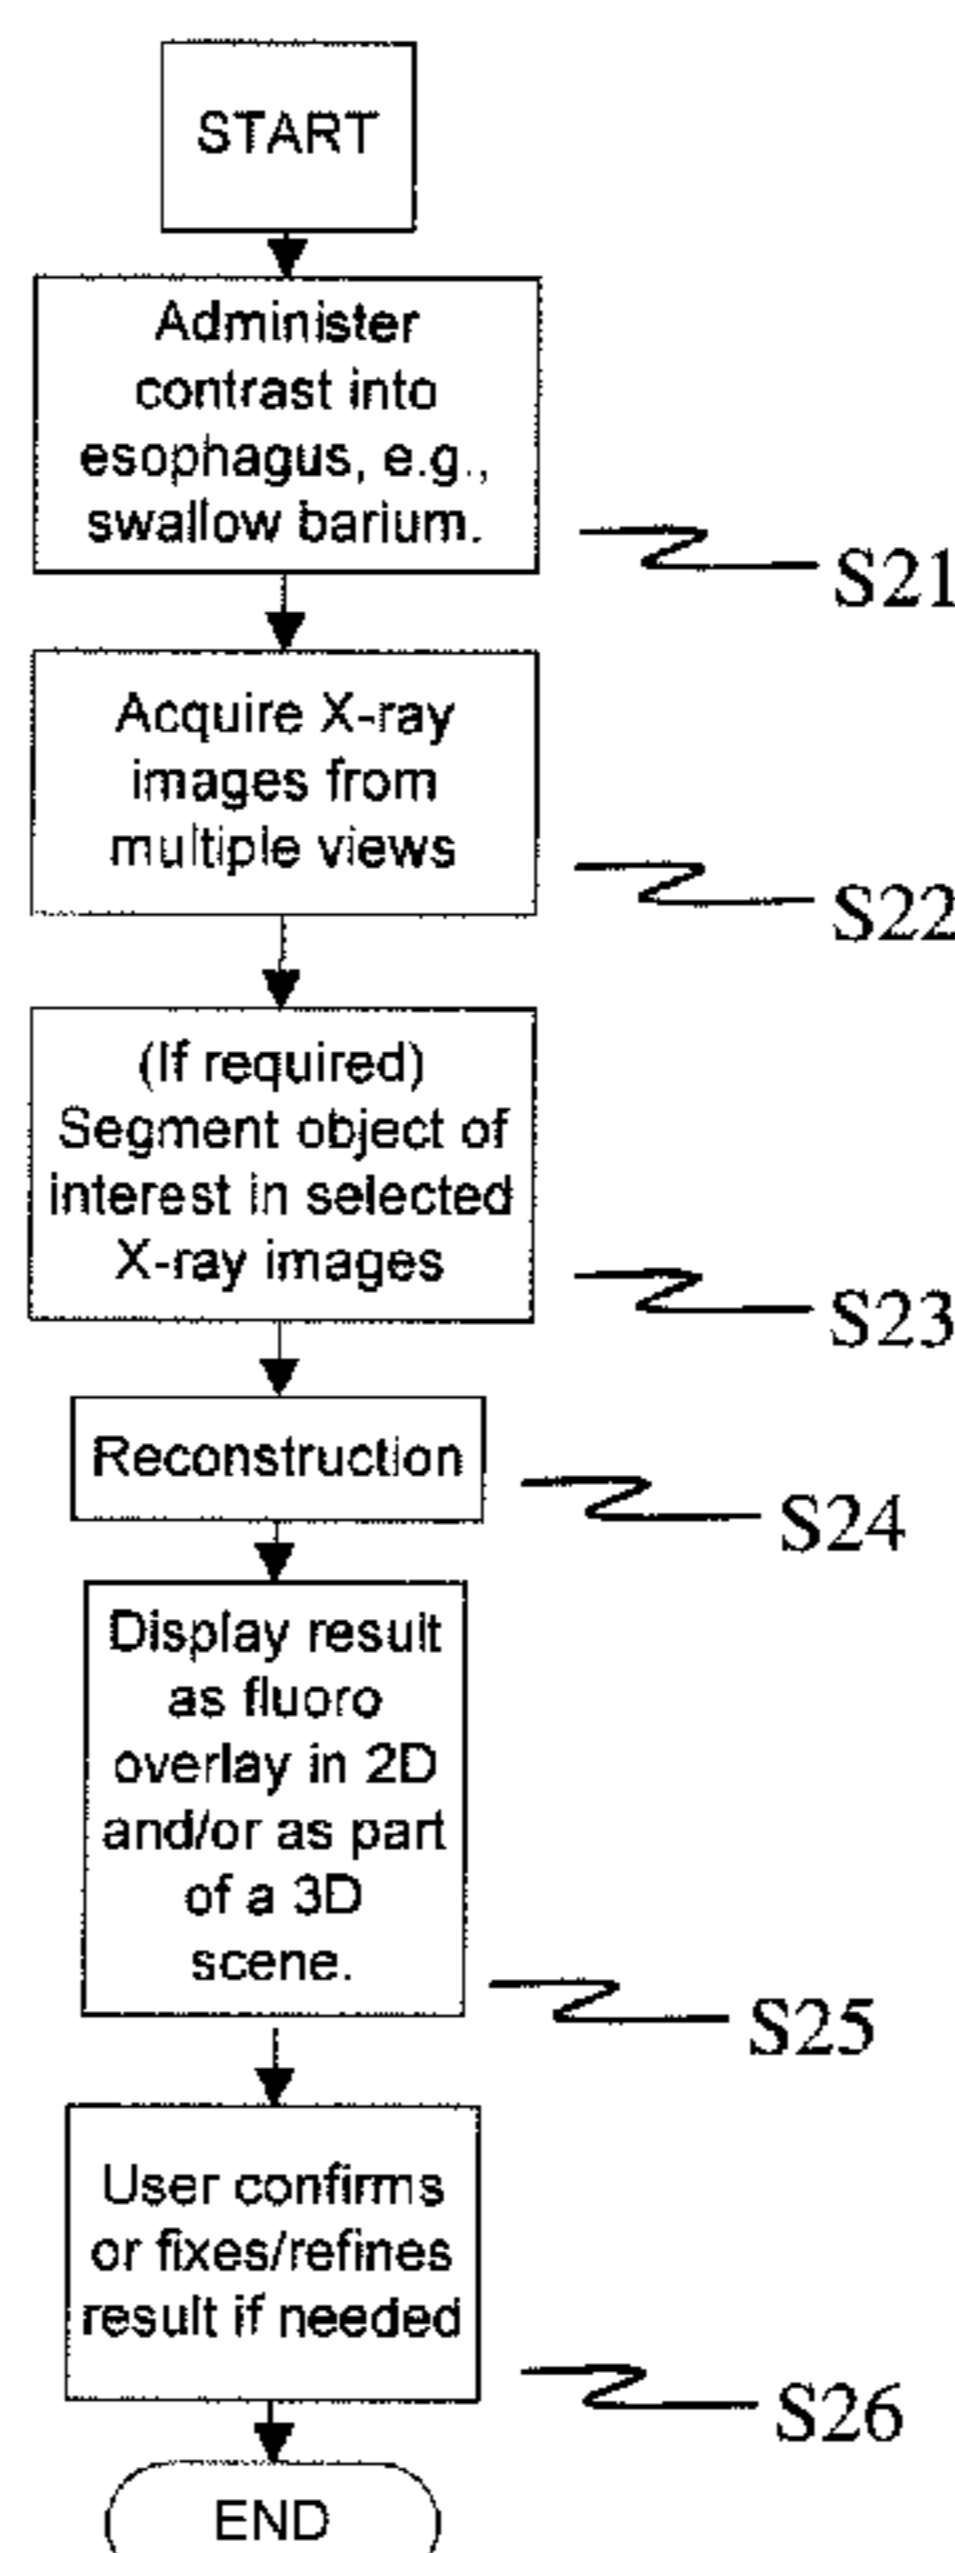 START
Administer
contrast into
esophagus, e.g.,
swallow barium.
S21
Acquire X-ray
images from
multiple views
S22
(If required)
Segment object of
interest in selected
X-ray images
S23
Reconstruction
S24
Display result
as fluoro
overlay in 2D
and/or as part
of a 3D
scene.
S25
User confirms
or fixes/refines
result if needed
S26
END